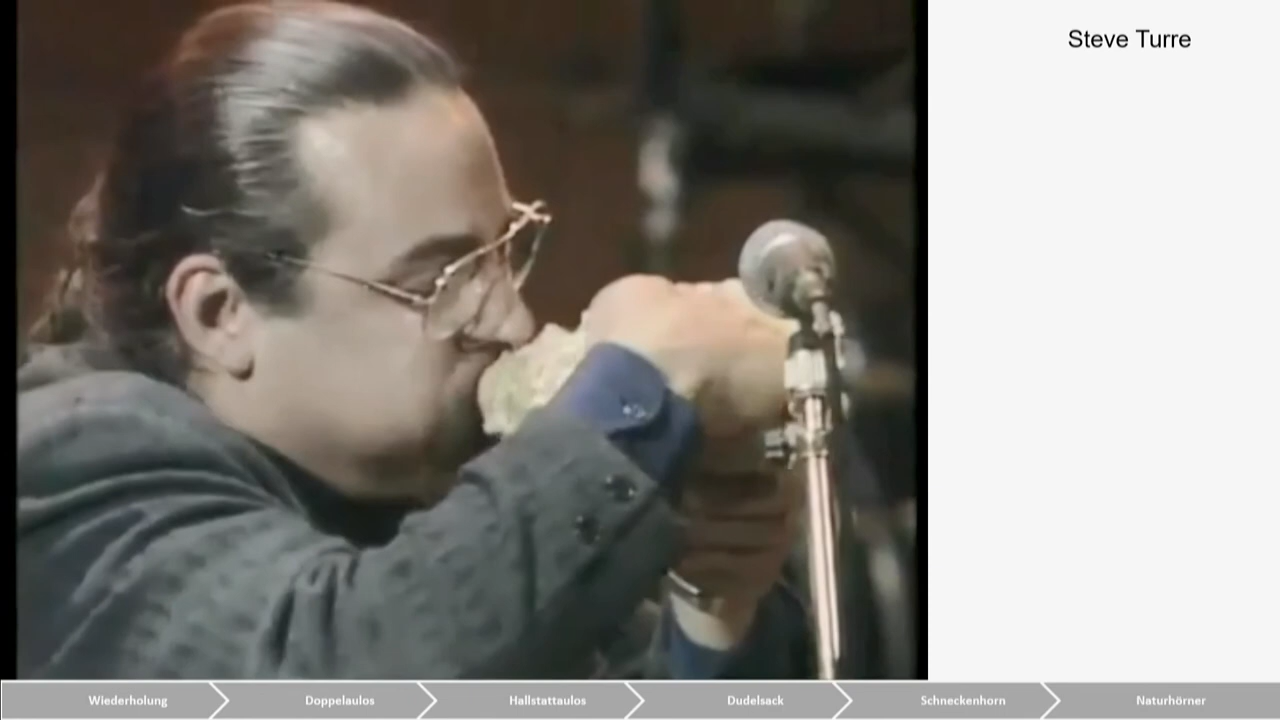 Steve Turre
Wiederholung
Doppelaulos
Hallstattaulos
Dudelsack
Schneckenhorn
Naturhörner